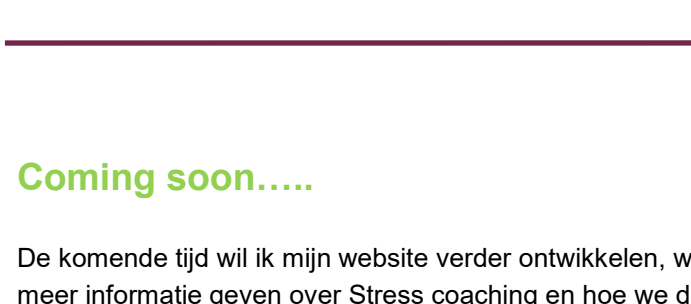 Coming soon…..
De komende tijd wil ik mijn website verder ontwikkelen,
meer informatie geven over Stress coaching en hoe we